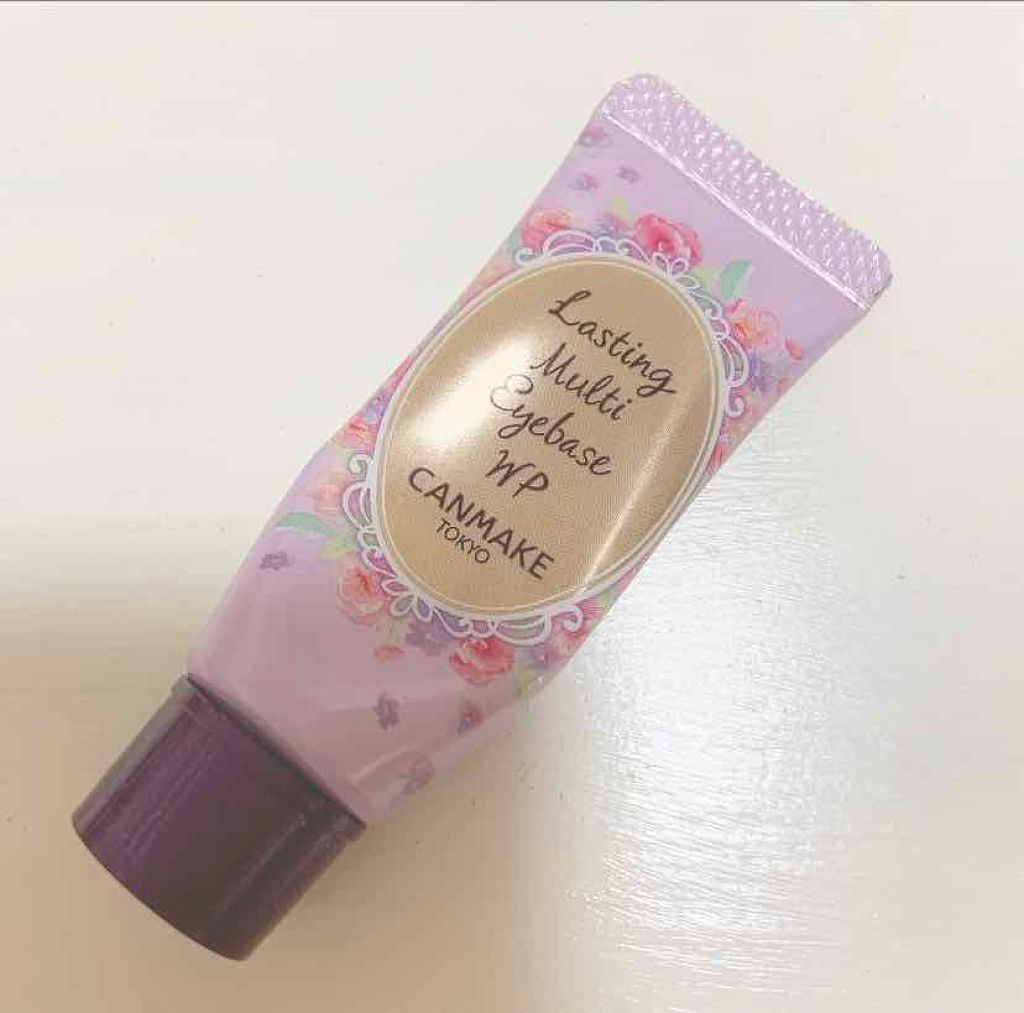 Lasting
Multi
Eyebase
WP
CANMAKE
TOKYO